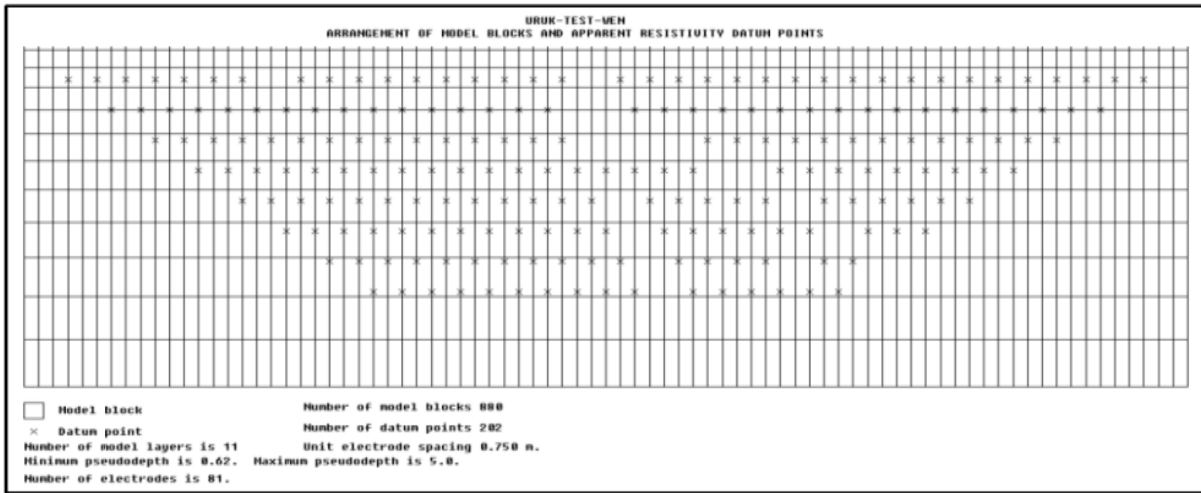 URUK-TEST-WEN
ARRANGEMENT OF MODEL BLOCKS AND APPARENT RESISTIVITY DATUM POINTS
Model block
Number of model blocks 880
× Datum point
Number of datum points 202
Number of model layers is 11
Unit electrode spacing 0.750 m.
Minimum pseudodepth is 0.62. Maximum pseudodepth is 5.0.
Number of electrodes is 81.